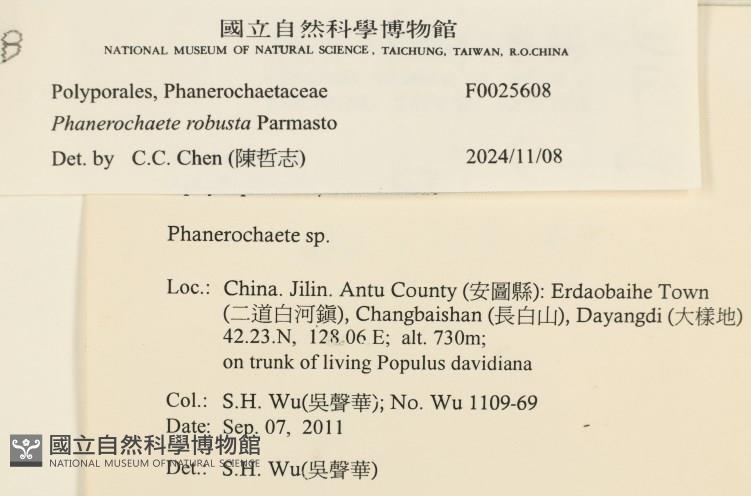 國立自然科學博物館
NATIONAL MUSEUM OF NATURAL SCIENCE, TAICHUNG, TAIWAN, R.O.CHINA
Polyporales, Phanerochaetaceae F0025608
Phanerochaete robusta Parmasto
Det. by C.C. Chen (陳哲志) 2024/11/08
Phanerochaete sp.
Loc.: China. Jilin. Antu County (安圖縣): Erdaobaihe Town
(二道白河鎮), Changbaishan (長白山), Dayangdi (大樣地)
42.23.N, 128.06 E; alt. 730m;
on trunk of living Populus davidiana
Col.: S.H. Wu(吳聲華); No. Wu 1109-69
Date: Sep. 07, 2011
Det.: S.H. Wu(吳聲華)
國立自然科學博物館
NATIONAL MUSEUM OF NATURAL SCIENCE